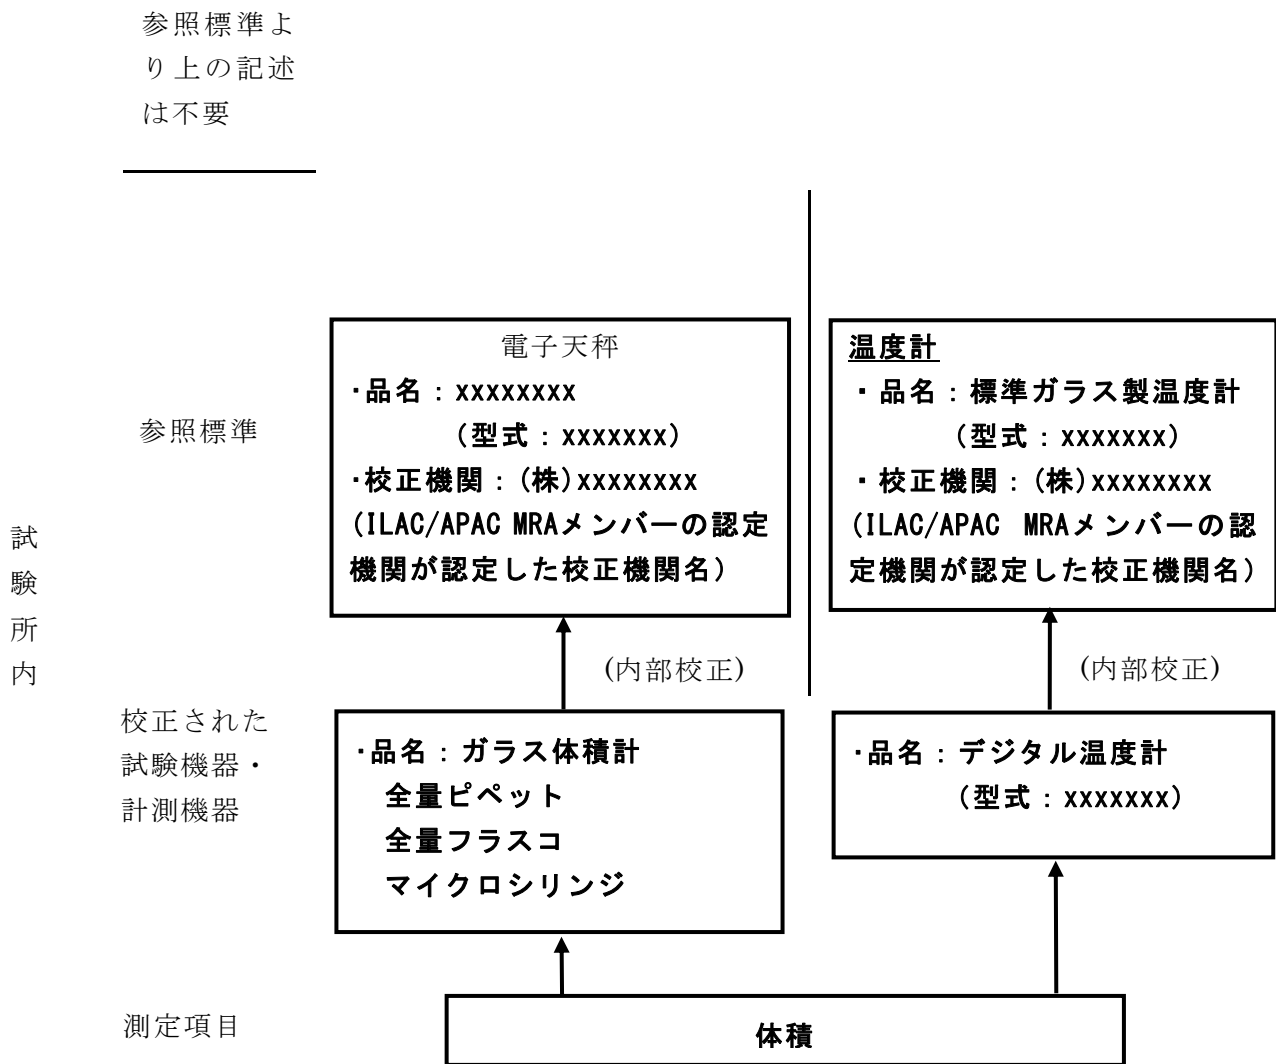 参照標準よ
り上の記述
は不要
参照標準
電子天秤
・品名：xxxxxxxx
（型式：xxxxxxx）
・校正機関：(株)xxxxxxxx
(ILAC/APAC MRAメンバーの認定
機関が認定した校正機関名)
温度計
・品名：標準ガラス製温度計
（型式：xxxxxxx）
・校正機関：(株)xxxxxxxx
(ILAC/APAC MRAメンバーの認
定機関が認定した校正機関名)
試
験
所
内
(内部校正)
(内部校正)
校正された
試験機器・
計測機器
・品名：ガラス体積計
全量ピペット
全量フラスコ
マイクロシリンジ
・品名：デジタル温度計
（型式：xxxxxxx）
測定項目
体積